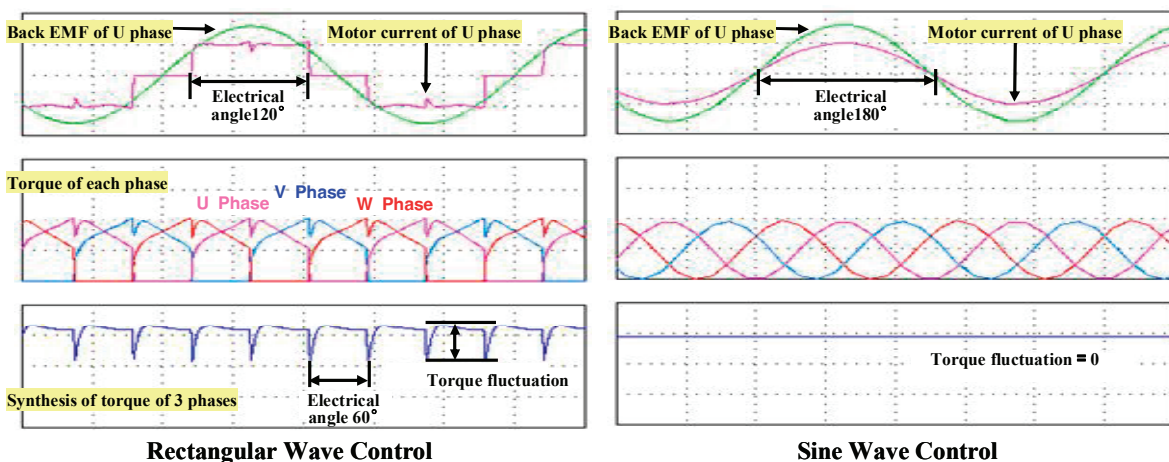 Back EMF of U phase
Motor current of U phase
Electrical
angle120°
Torque of each phase
U Phase
V Phase
W Phase
Torque fluctuation
Electrical
angle 60°
Synthesis of torque of 3 phases
Rectangular Wave Control
Back EMF of U phase
Motor current of U phase
Electrical
angle180°
Torque fluctuation = 0
Sine Wave Control